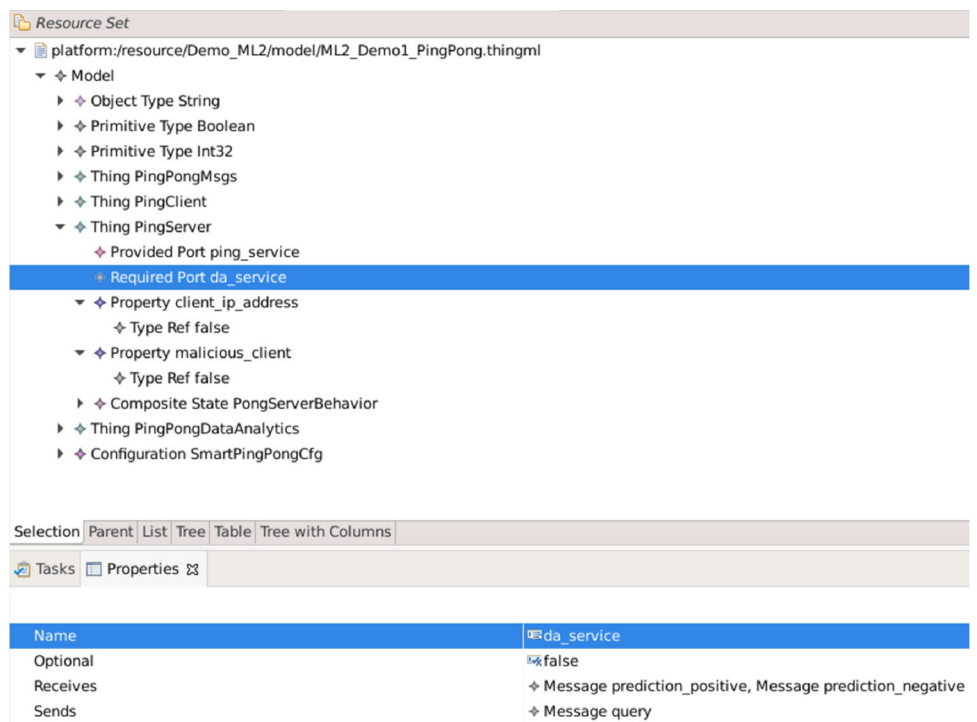 Resource Set
platform:/resource/Demo_ML2/model/ML2_Demo1_PingPong.thingml
Model
Object Type String
Primitive Type Boolean
Primitive Type Int32
Thing PingPongMsgs
Thing PingClient
Thing PingServer
Provided Port ping_service
Required Port da_service
Property client_ip_address
Type Ref false
Property malicious_client
Type Ref false
Composite State PongServerBehavior
Thing PingPongDataAnalytics
Configuration SmartPingPongCfg
Selection Parent List Tree Table Tree with Columns
Tasks Properties
Name da_service
Optional false
Receives Message prediction_positive, Message prediction_negative
Sends Message query